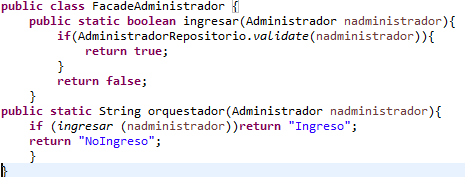 public class FacadeAdministrador {
    public static boolean ingresar(Administrador nadministrador){
        if(AdministradorRepositorio.validate(nadministrador)){
            return true;
        }
        return false;
    }
public static String orquestador(Administrador nadministrador){
    if (ingresar (nadministrador))return "Ingreso";
    return "NoIngreso";
    }
}